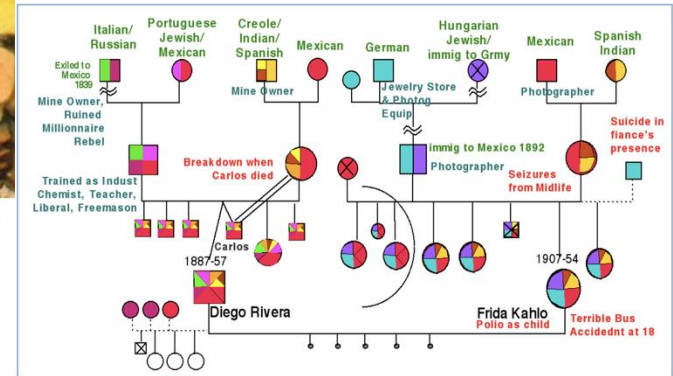 Italian/
Russian
Portuguese
Jewish/
Mexican
Creole/
Indian/
Spanish
Mexican
German
Hungarian
Jewish/
immig to Grmy
Mexican
Spanish
Indian
Exiled to
Mexico
1839
Mine Owner,
Ruined
Millionnaire
Rebel
Mine Owner
Jewelry Store
& Photog
Equip
Photographer
Suicide in
fiance's
presence
Breakdown when
Carlos died
immig to Mexico 1892
Photographer
Seizures
from Midlife
Trained as Indust
Chemist, Teacher,
Liberal, Freemason
Carlos
1887-57
1907-54
Diego Rivera
Frida Kahlo
Polio as child
Terrible Bus
Accidednt at 18